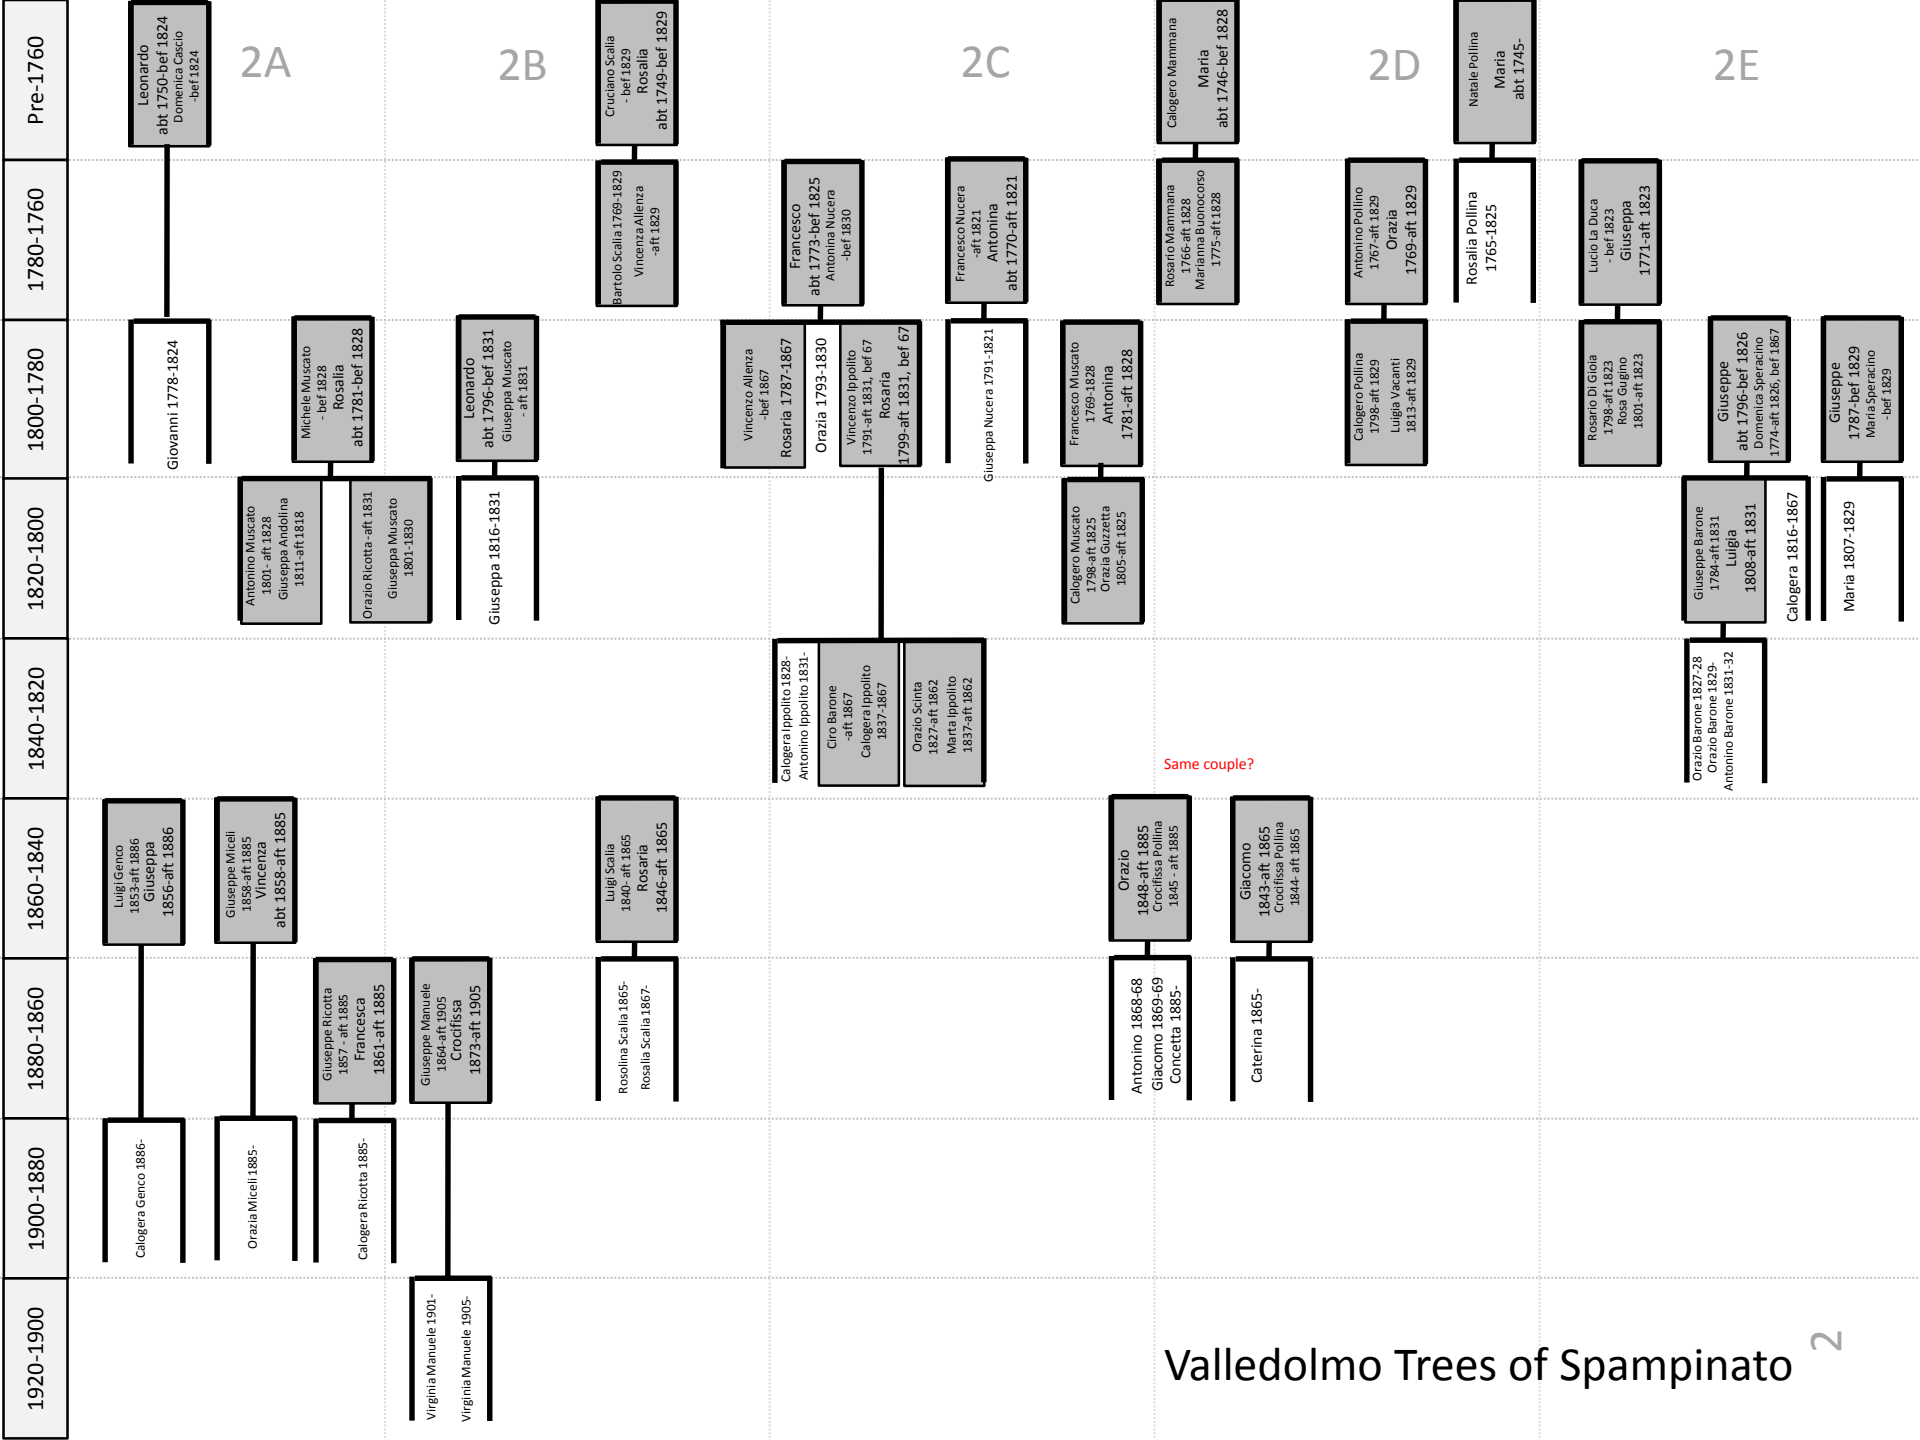 Pre-1760
1780-1760
1800-1780
1820-1800
1840-1820
1860-1840
1880-1860
1900-1880
1920-1900
2A
2B
2C
2D
2E
Leonardo
abt 1750-bef 1824
Domenica Cascio
-bef 1824
Cruciano Scalia
- bef 1829
Rosalia
abt 1749-bef 1829
Calogero Mammana
Maria
abt 1746-bef 1828
Natale Pollina
Maria
abt 1745-
Bartolo Scalia 1769-1829
Vincenza Allenza
-aft 1829
Francesco
abt 1773-bef 1825
Antonina Nucera
-bef 1830
Francesco Nucera
-aft 1821
Antonina
abt 1770-aft 1821
Rosario Mammana
1766-aft 1828
Marianna Buonocorso
1775-aft 1828
Antonino Pollino
1767-aft 1829
Orazia
1769-aft 1829
Rosalia Pollina
1765-1825
Lucio La Duca
- bef 1823
Giuseppa
1771-aft 1823
Giovanni 1778-1824
Michele Muscato
- bef 1828
Rosalia
abt 1781-bef 1828
Leonardo
abt 1796-bef 1831
Giuseppa Muscato
- aft 1831
Vincenzo Allenza
-bef 1867
Rosaria 1787-1867
Orazia 1793-1830
Vincenzo Ippolito
1791-aft 1831, bef 67
Rosaria
1799-aft 1831, bef 67
Giuseppa Nucera 1791-1821
Francesco Muscato
1769-1828
Antonina
1781-aft 1828
Calogero Pollina
1798-aft 1829
Luigia Vacanti
1813-aft 1829
Rosario Di Gioia
1798-aft 1823
Rosa Gugino
1801-aft 1823
Giuseppe
abt 1796-bef 1826
Domenica Speracino
1774-aft 1826, bef 1867
Giuseppe
1787-bef 1829
Maria Speracino
- bef 1829
Antonino Muscato
1801- aft 1828
Giuseppa Andolina
1811-aft 1818
Orazio Ricotta - aft 1831
Giuseppa Muscato
1801-1830
Giuseppa 1816-1831
Calogero Muscato
1798-aft 1825
Orazia Guzzetta
1805-aft 1825
Giuseppe Barone
1784-aft 1831
Luigia
1808-aft 1831
Calogera 1816-1867
Maria 1807-1829
Calogera Ippolito 1828-
Antonino Ippolito 1831-
Ciro Barone
-aft 1867
Calogera Ippolito
1837-1867
Orazio Scinta
1827-aft 1862
Marta Ippolito
1837-aft 1862
Orazio Barone 1827-28
Orazio Barone 1829-
Antonino Barone 1831-32
Same couple?
Luigi Genco
1853-aft 1886
Giuseppa
1856-aft 1886
Giuseppe Miceli
1858-aft 1885
Vincenza
abt 1858-aft 1885
Luigi Scalia
1840- aft 1865
Rosaria
1846-aft 1865
Orazio
1848-aft 1885
Crocifissa Pollina
1845 - aft 1885
Giacomo
1843-aft 1865
Crocifissa Pollina
1844- aft 1865
Giuseppe Ricotta
1857 - aft 1885
Francesca
1861-aft 1885
Giuseppe Manuele
1864-aft 1905
Crocifissa
1873-aft 1905
Rosolina Scalia 1865-
Rosalia Scalia 1867-
Antonino 1868-68
Giacomo 1869-69
Concetta 1885-
Caterina 1865-
Calogera Genco 1886-
Orazia Miceli 1885-
Calogera Ricotta 1885-
Virginia Manuele 1901-
Virginia Manuele 1905-
Valledolmo Trees of Spampinato
2